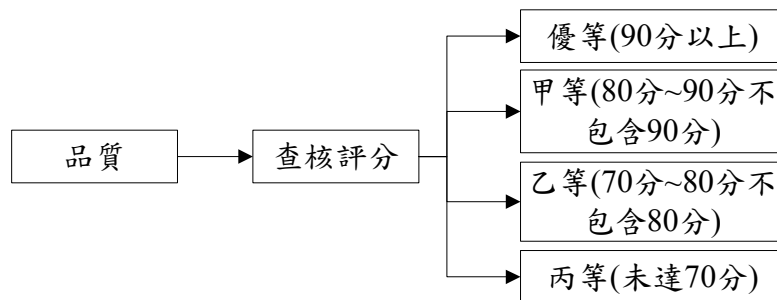 品質
查核評分
優等(90分以上)
甲等(80分~90分不
包含90分)
乙等(70分~80分不
包含80分)
丙等(未達70分)